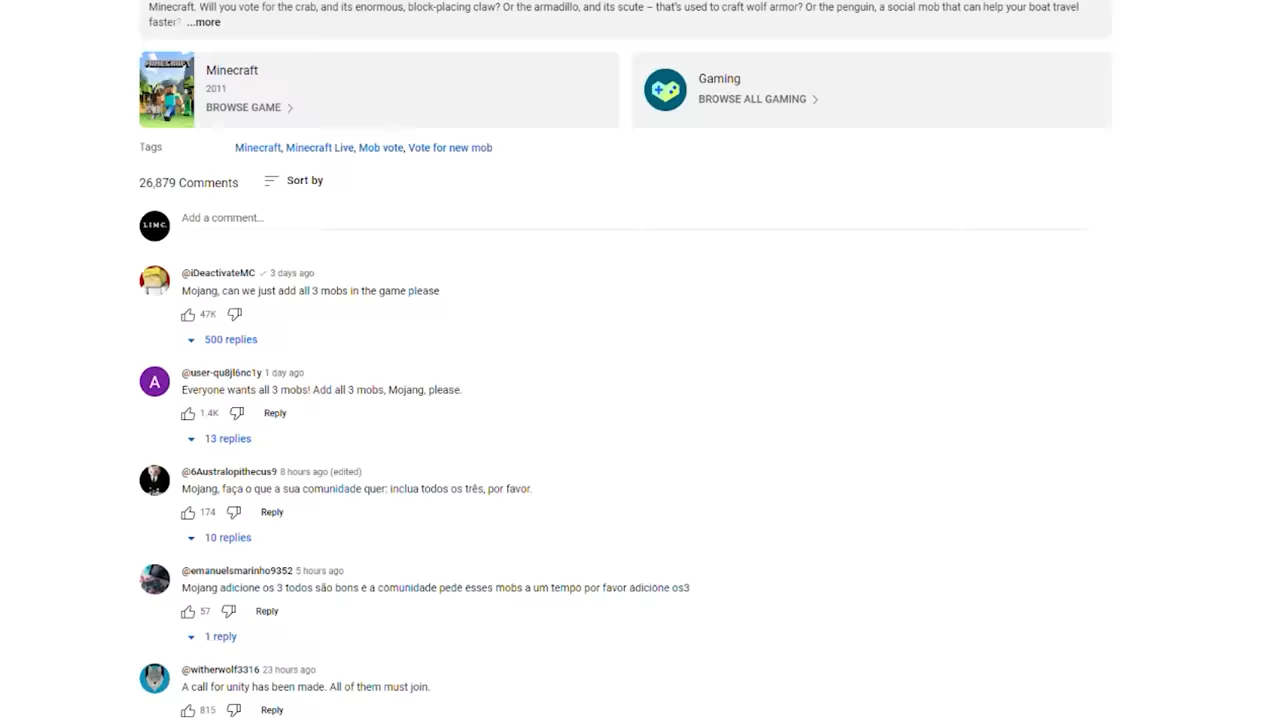 Minecraft. Will you vote for the crab, and its enormous, block-placing claw? Or the armadillo, and its scute – that's used to craft wolf armor? Or the penguin, a social mob that can help your boat travel
faster? ...more
MINECRAFT
Minecraft
2011
BROWSE GAME
Gaming
BROWSE ALL GAMING
Tags
Minecraft, Minecraft Live, Mob vote, Vote for new mob
26,879 Comments
Sort by
LIMC.
Add a comment...
@iDeactivateMC 3 days ago
Mojang, can we just add all 3 mobs in the game please
47K
500 replies
A
@user-qu8jl6nc1y 1 day ago
Everyone wants all 3 mobs! Add all 3 mobs, Mojang, please.
1.4K Reply
13 replies
@6Australopithecus9 8 hours ago (edited)
Mojang, faça o que a sua comunidade quer: inclua todos os três, por favor.
174 Reply
10 replies
@emanuelsmarinho9352 5 hours ago
Mojang adicione os 3 todos são bons e a comunidade pede esses mobs a um tempo por favor adicione os3
57 Reply
1 reply
@witherwolf3316 23 hours ago
A call for unity has been made. All of them must join.
815 Reply